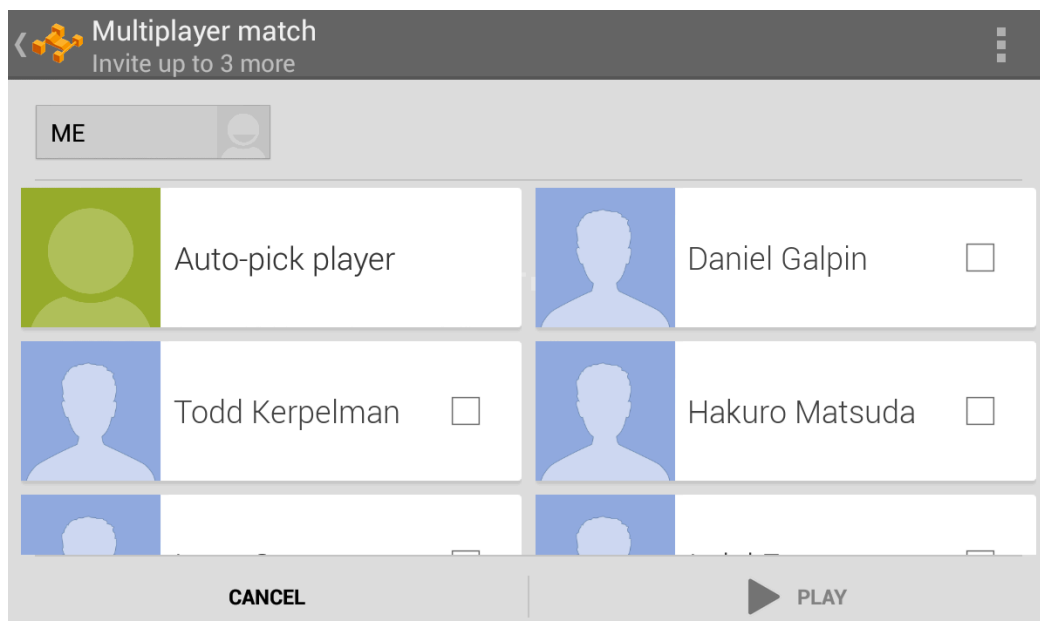 Multiplayer match
Invite up to 3 more
ME
Auto-pick player
Daniel Galpin
Todd Kerpelman
Hakuro Matsuda
CANCEL
PLAY